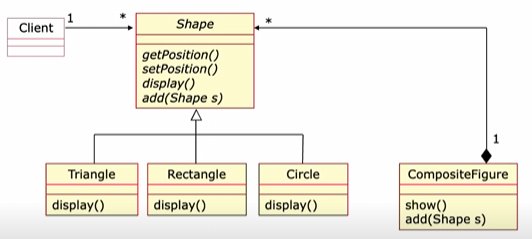 Client
1
*
Shape
*
getPosition()
setPosition()
display()
add(Shape s)
1
Triangle
display()
Rectangle
display()
Circle
display()
CompositeFigure
show()
add(Shape s)